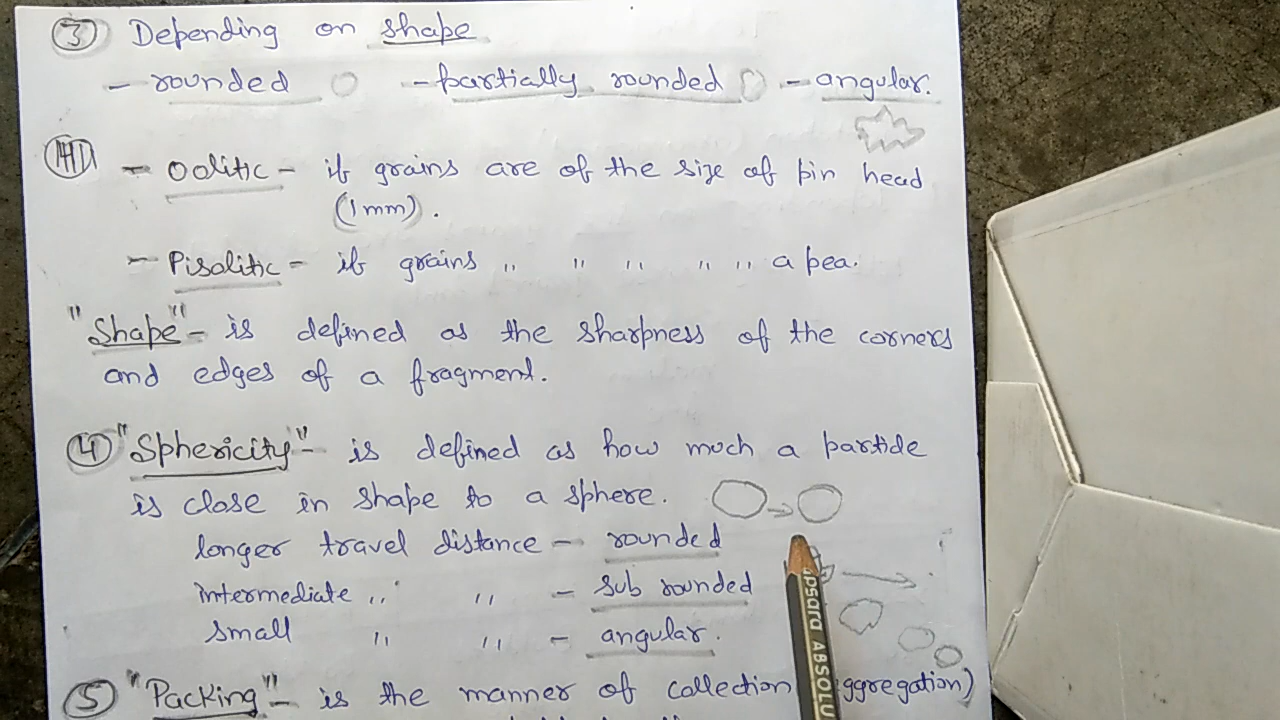 ③ Depending on shape
- rounded - partially rounded - angular.
- Oolitic - if grains are of the size of pin head
(1mm).
- Pisolitic - if grains " " " " " a pea.
"Shape" - is defined as the sharpness of the corners
and edges of a fragment.
④ "Sphericity" - is defined as how much a particle
is close in shape to a sphere.
longer travel distance - rounded
intermediate " " - sub rounded
small " " - angular.
⑤ "Packing" - is the manner of collection ggregation)
apsara ABSOLU